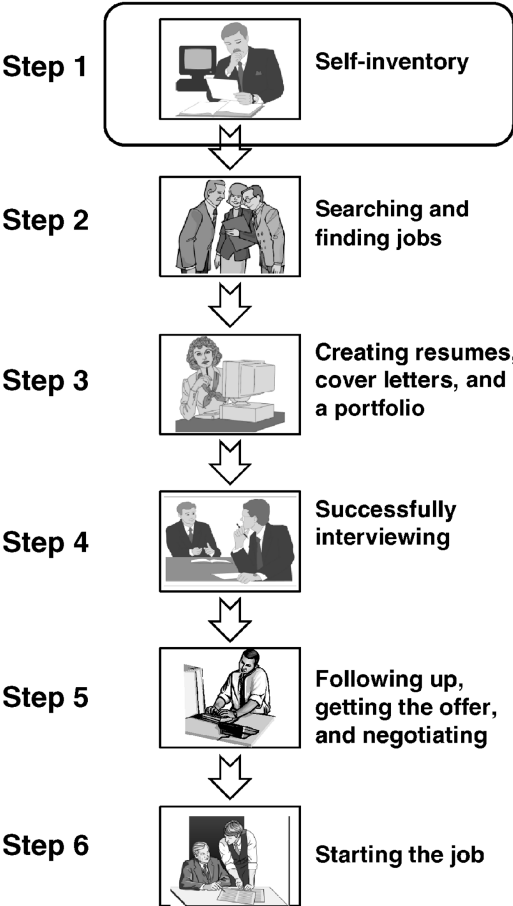 Step 1
Self-inventory
Step 2
Searching and
finding jobs
Step 3
Creating resumes,
cover letters, and
a portfolio
Step 4
Successfully
interviewing
Step 5
Following up,
getting the offer,
and negotiating
Step 6
Starting the job